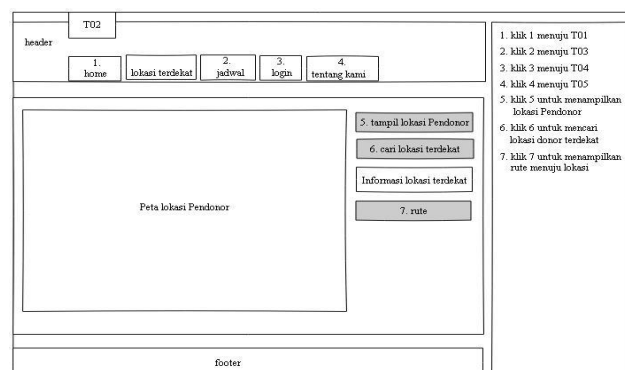 T02
header
1.
home
lokasi terdekat
2.
jadwal
3.
login
4.
tentang kami
Peta lokasi Pendonor
5. tampil lokasi Pendonor
6. cari lokasi terdekat
Informasi lokasi terdekat
7. rute
footer
1. klik 1 menuju T01
2. klik 2 menuju T03
3. klik 3 menuju T04
4. klik 4 menuju T05
5. klik 5 untuk menampilkan
lokasi Pendonor
6. klik 6 untuk mencari
lokasi donor terdekat
7. klik 7 untuk menampilkan
rute menuju lokasi